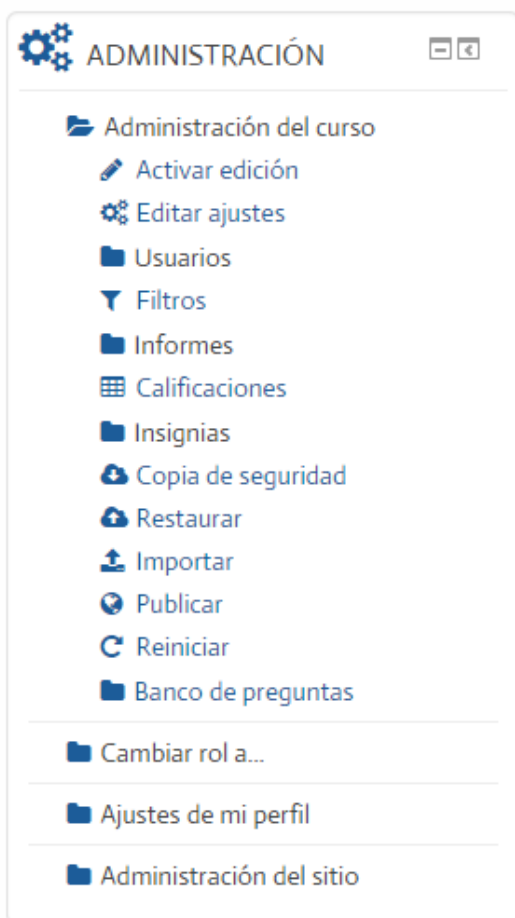 ADMINISTRACIÓN
Administración del curso
Activar edición
Editar ajustes
Usuarios
Filtros
Informes
Calificaciones
Insignias
Copia de seguridad
Restaurar
Importar
Publicar
Reiniciar
Banco de preguntas
Cambiar rol a...
Ajustes de mi perfil
Administración del sitio